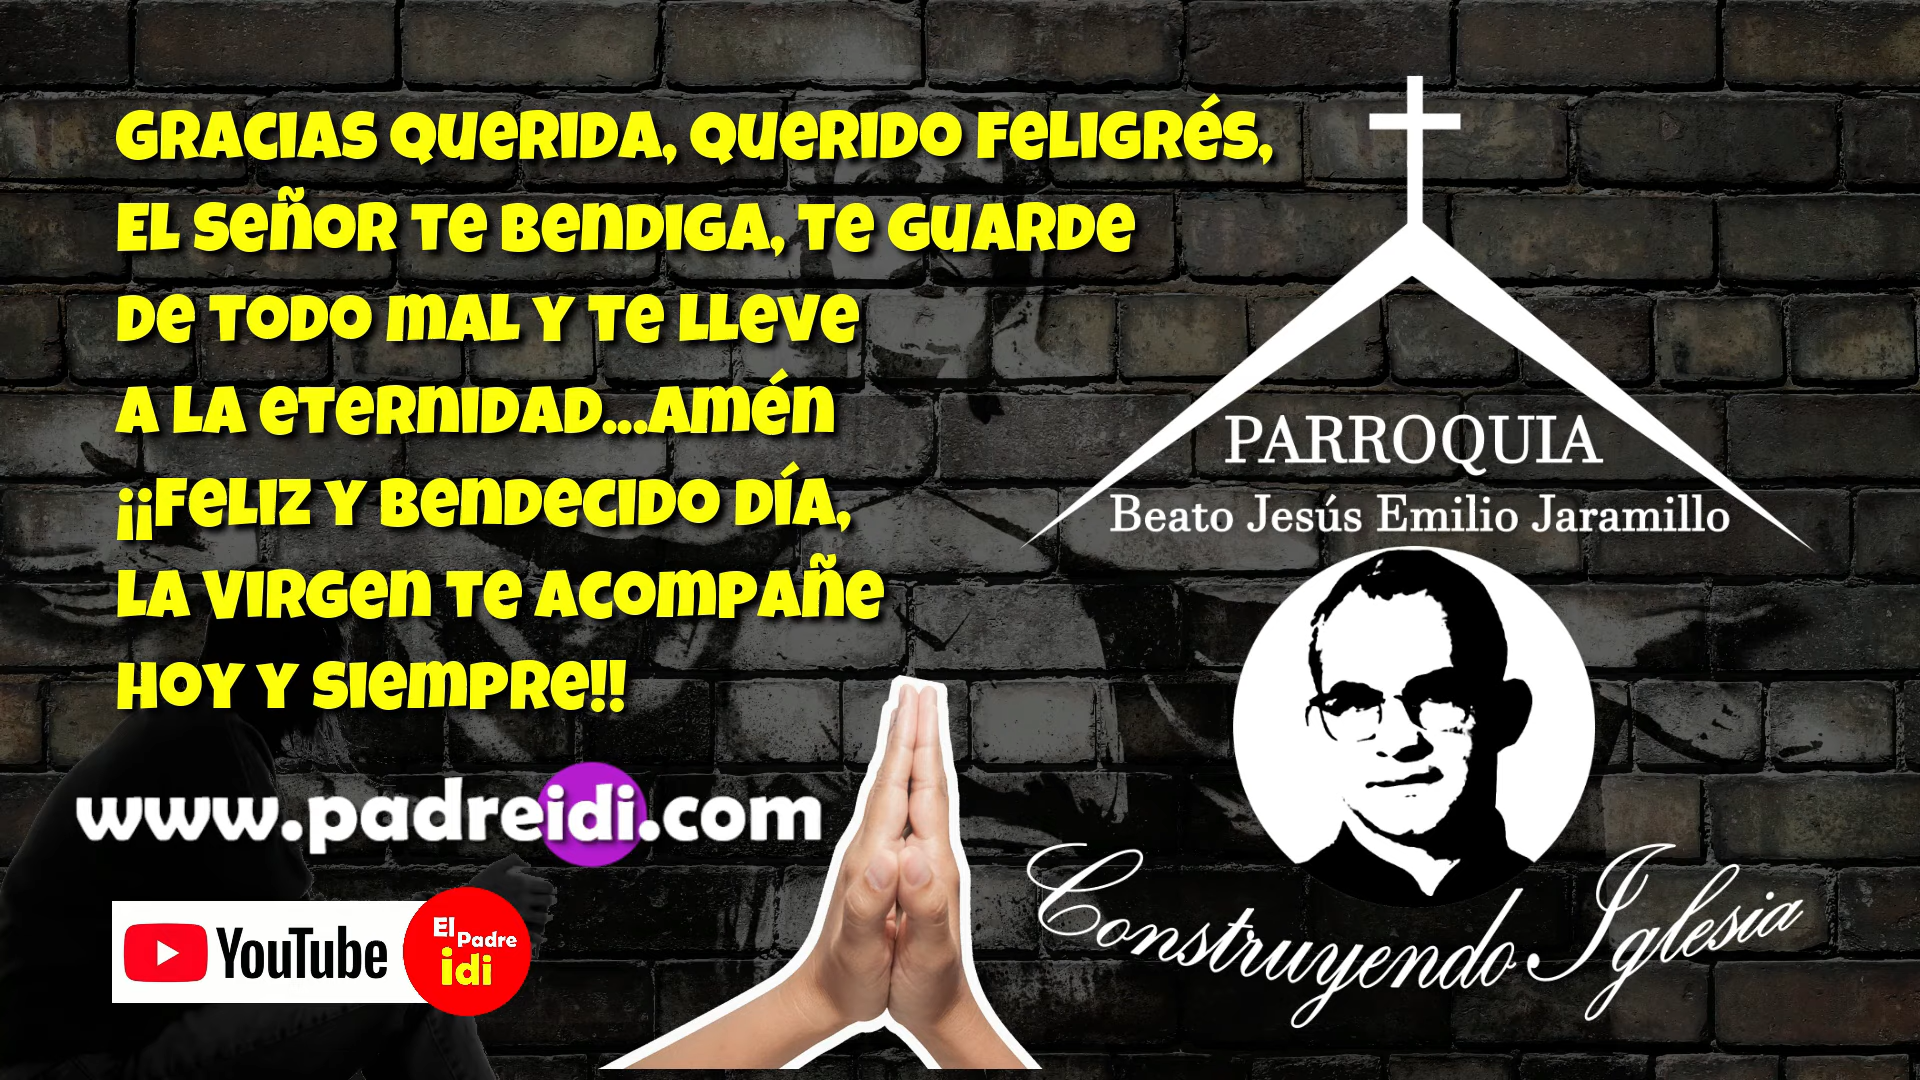 Gracias querida, querido feligrés,
el Señor te bendiga, te guarde
de todo mal y te lleve
a la eternidad...Amén
¡¡Feliz y bendecido día,
la Virgen te acompañe
hoy y siempre!!
www.padreidi.com
YouTube
El Padre
idi
PARROQUIA
Beato Jesús Emilio Jaramillo
Construyendo Iglesia